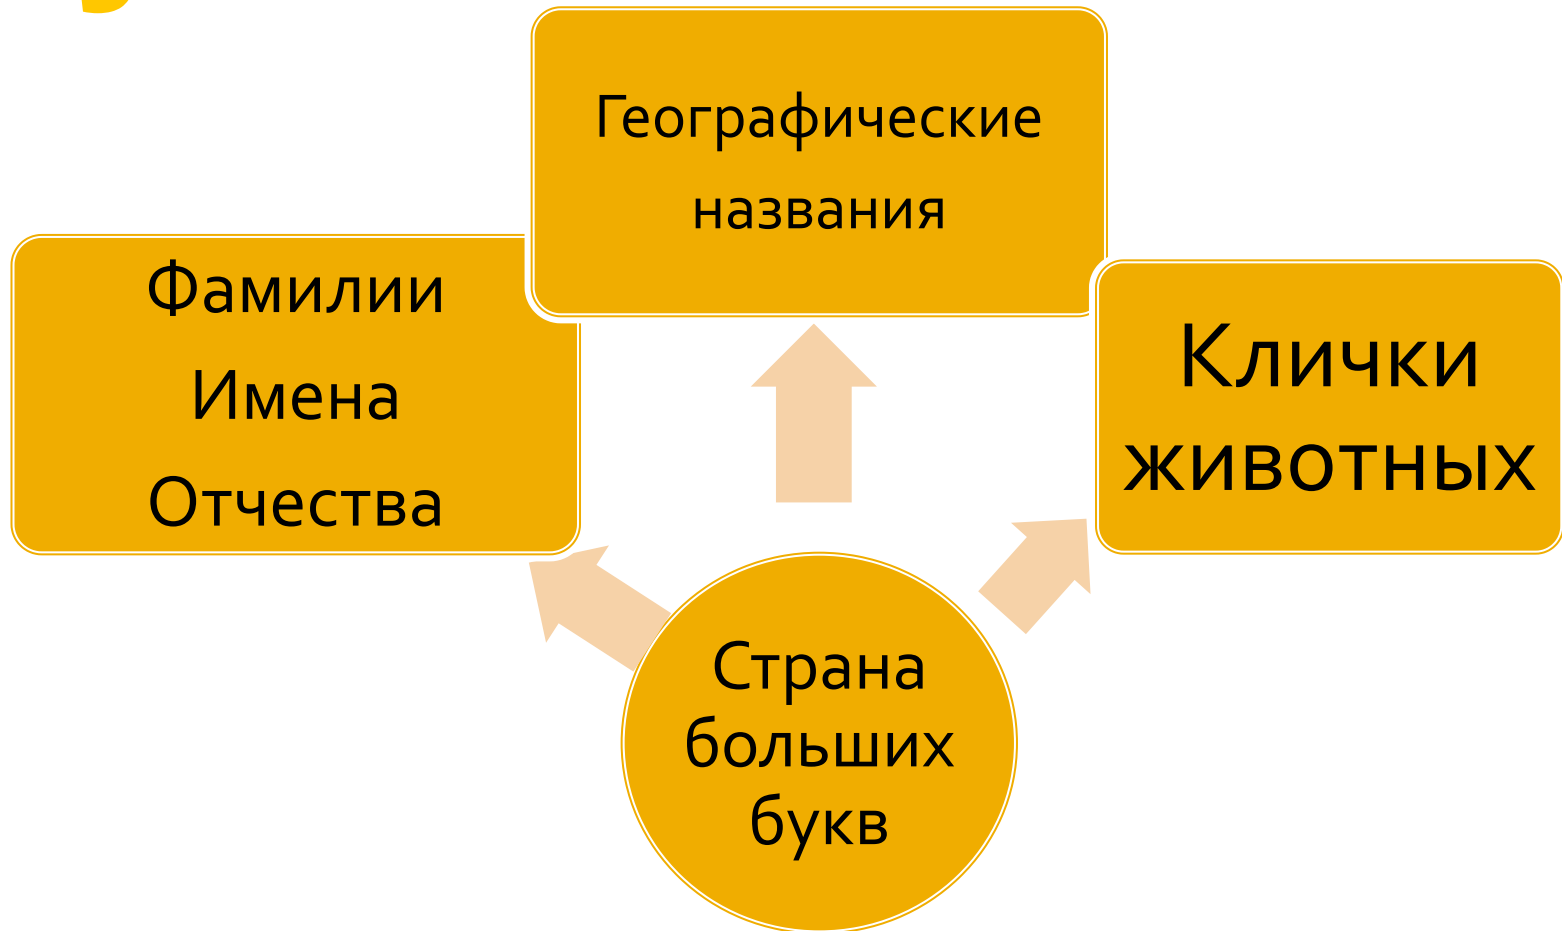 Географические
названия
Фамилии
Имена
Отчества
Клички
животных
Страна
больших
букв